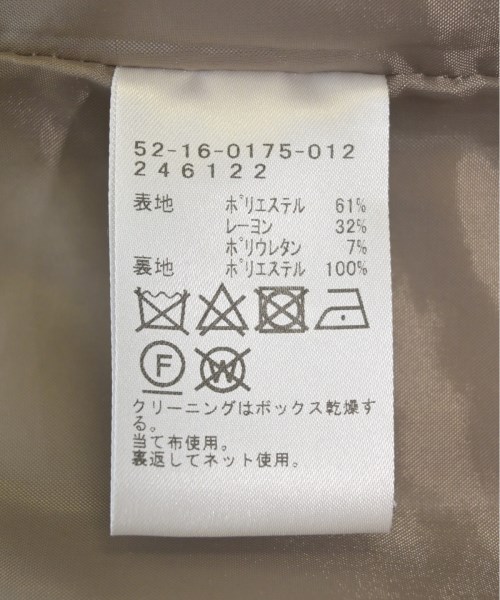 52-16-0175-012
246122
表地 ポリエステル 61%
レーヨン 32%
ポリウレタン 7%
裏地 ポリエステル 100%
F W
クリーニングはボックス乾燥す
る。
当て布使用。
裏返してネット使用。